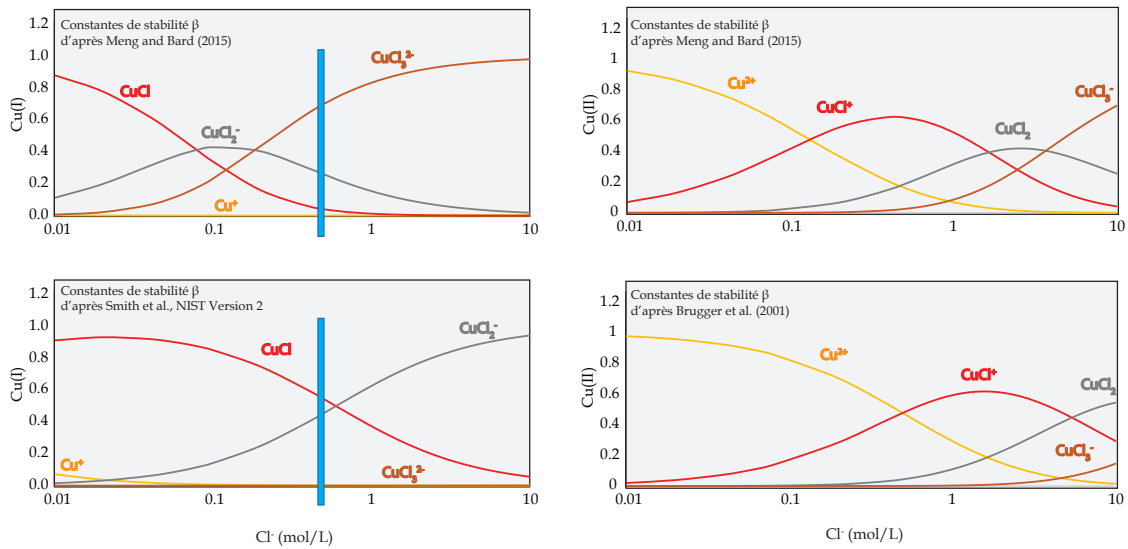 Constantes de stabilité β
d'après Meng and Bard (2015)
Cu(I)
1.2
1.0
0.8
0.6
0.4
0.2
0.0
CuCl
CuCl₂⁻
CuCl₃²⁻
Cu⁺
0.01
0.1
1
10
Constantes de stabilité β
d'après Meng and Bard (2015)
Cu(II)
1.2
1
0.8
0.6
0.4
0.2
0
Cu²⁺
CuCl⁺
CuCl₂
CuCl₃⁻
0.01
0.1
1
10
Constantes de stabilité β
d'après Smith et al., NIST Version 2
Cu(I)
1.2
1.0
0.8
0.6
0.4
0.2
0.0
CuCl₂⁻
CuCl
Cu⁺
CuCl₃²⁻
0.01
0.1
1
10
Cl⁻ (mol/L)
Constantes de stabilité β
d'après Brugger et al. (2001)
Cu(II)
1.2
1
0.8
0.6
0.4
0.2
0
Cu²⁺
CuCl⁺
CuCl₂
CuCl₃⁻
0.01
0.1
1
10
Cl⁻ (mol/L)